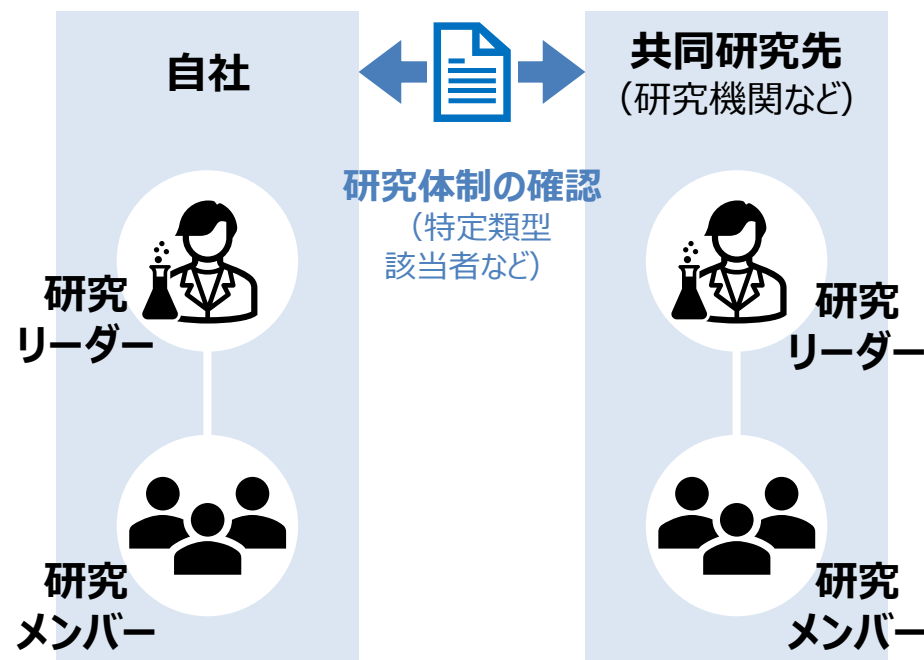 自社
共同研究先
（研究機関など）
研究体制の確認
（特定類型
該当者など）
研究
リーダー
研究
リーダー
研究
メンバー
研究
メンバー